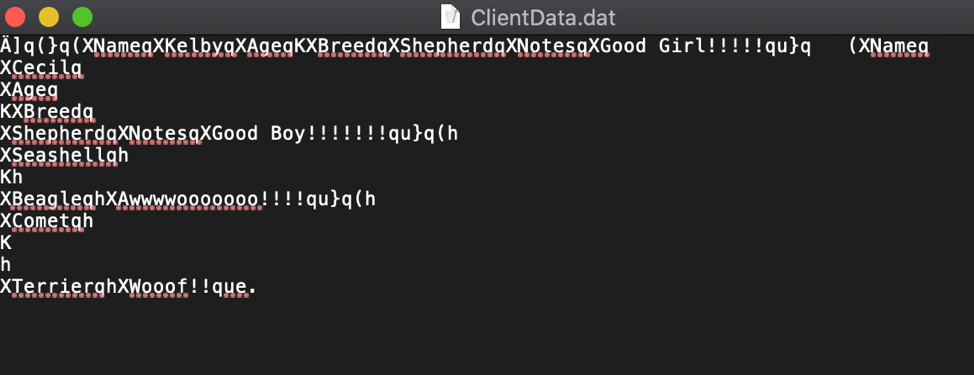 ClientData.dat
Ä]q(}q(XNameqXKelbyqXAgeqKXBreedqXShepherdqXNotesqXGood Girl!!!!!qu}q   (XNameq
XCecilq
XAgeq
KXBreedq
XShepherdqXNotesqXGood Boy!!!!!!!qu}q(h
XSeashellqh
Kh
XBeagleqhXAwwwwooooooo!!!!qu}q(h
XCometqh
K
h
XTerrierqhXWooof!!que.